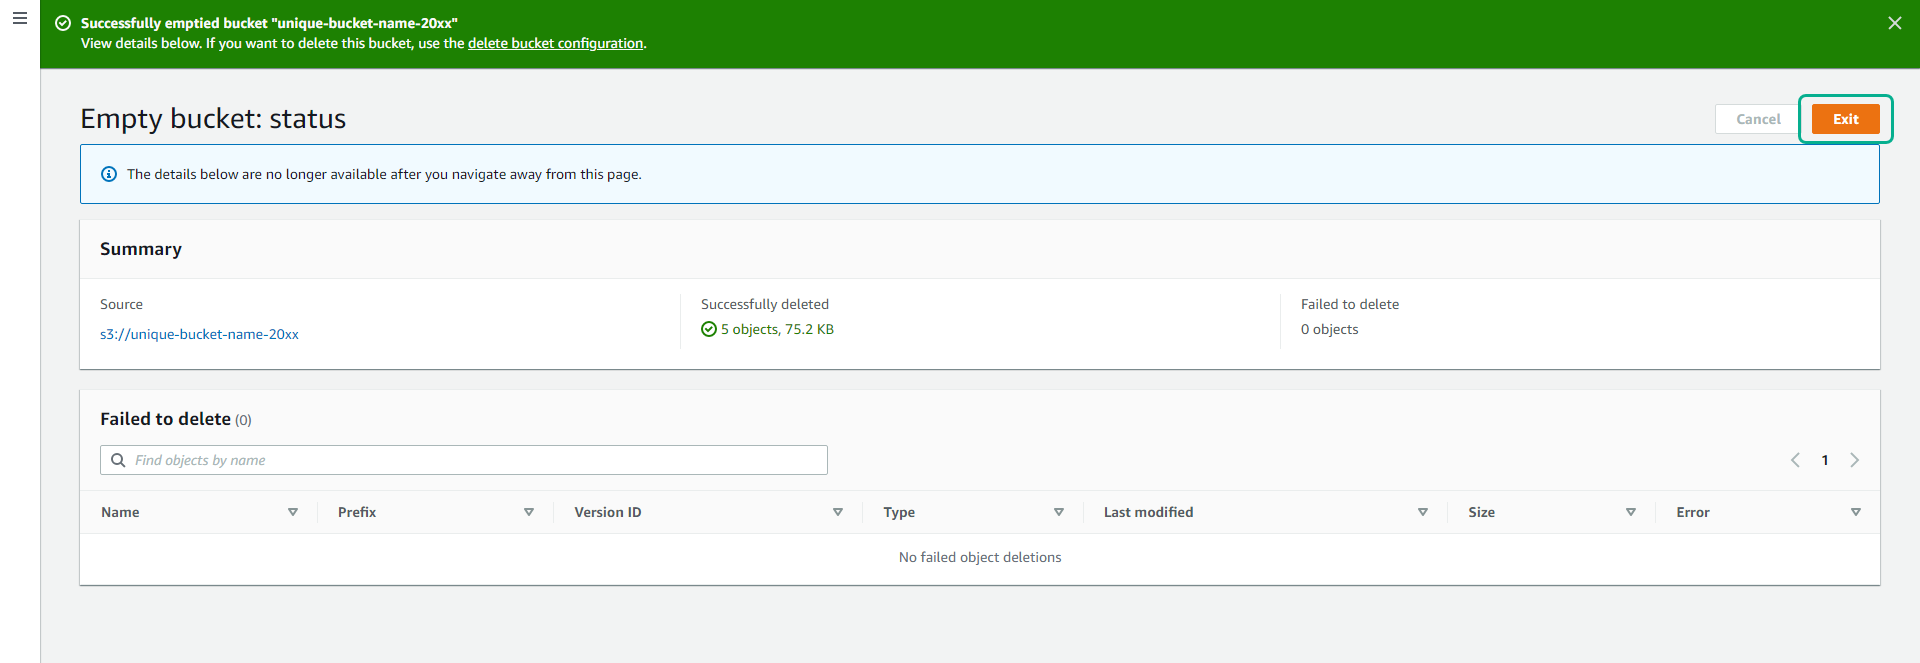 Successfully emptied bucket "unique-bucket-name-20xx"
View details below. If you want to delete this bucket, use the delete bucket configuration.
Empty bucket: status
Cancel
Exit
The details below are no longer available after you navigate away from this page.
Summary
Source
Successfully deleted
Failed to delete
s3://unique-bucket-name-20xx
5 objects, 75.2 KB
0 objects
Failed to delete (0)
Find objects by name
1
Name
Prefix
Version ID
Type
Last modified
Size
Error
No failed object deletions